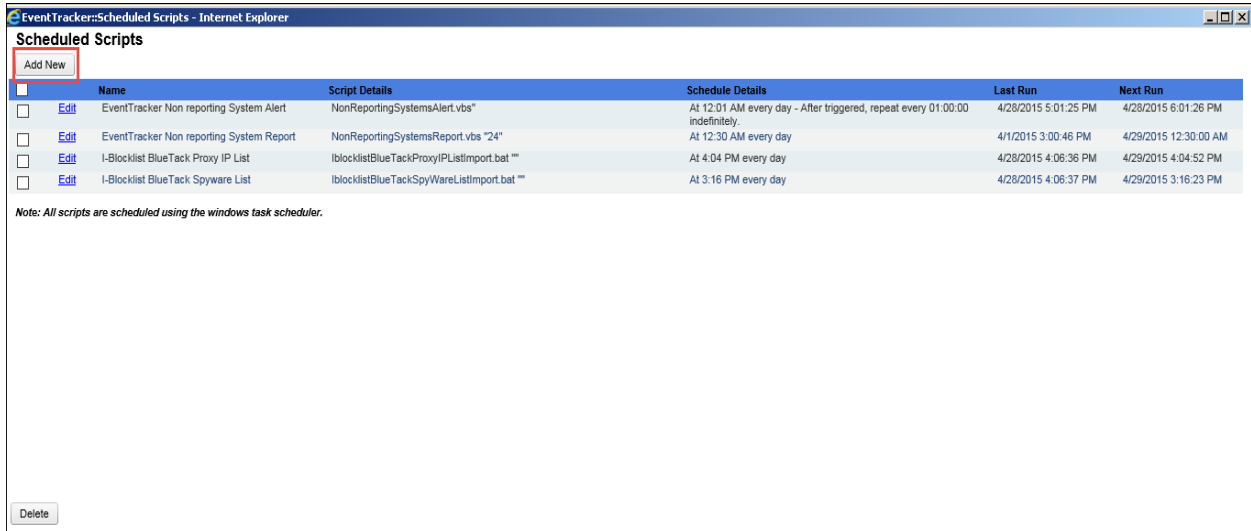 EventTracker::Scheduled Scripts - Internet Explorer
Scheduled Scripts
Add New
Name Script Details Schedule Details Last Run Next Run
Edit EventTracker Non reporting System Alert NonReportingSystemsAlert.vbs" At 12:01 AM every day - After triggered, repeat every 01:00:00 4/28/2015 5:01:25 PM 4/28/2015 6:01:26 PM
indefinitely.
Edit EventTracker Non reporting System Report NonReportingSystemsReport.vbs "24" At 12:30 AM every day 4/1/2015 3:00:46 PM 4/29/2015 12:30:00 AM
Edit I-Blocklist BlueTack Proxy IP List IblocklistBlueTackProxyIPListImport.bat "" At 4:04 PM every day 4/28/2015 4:06:36 PM 4/29/2015 4:04:52 PM
Edit I-Blocklist BlueTack Spyware List IblocklistBlueTackSpyWareListImport.bat "" At 3:16 PM every day 4/28/2015 4:06:37 PM 4/29/2015 3:16:23 PM
Note: All scripts are scheduled using the windows task scheduler.
Delete